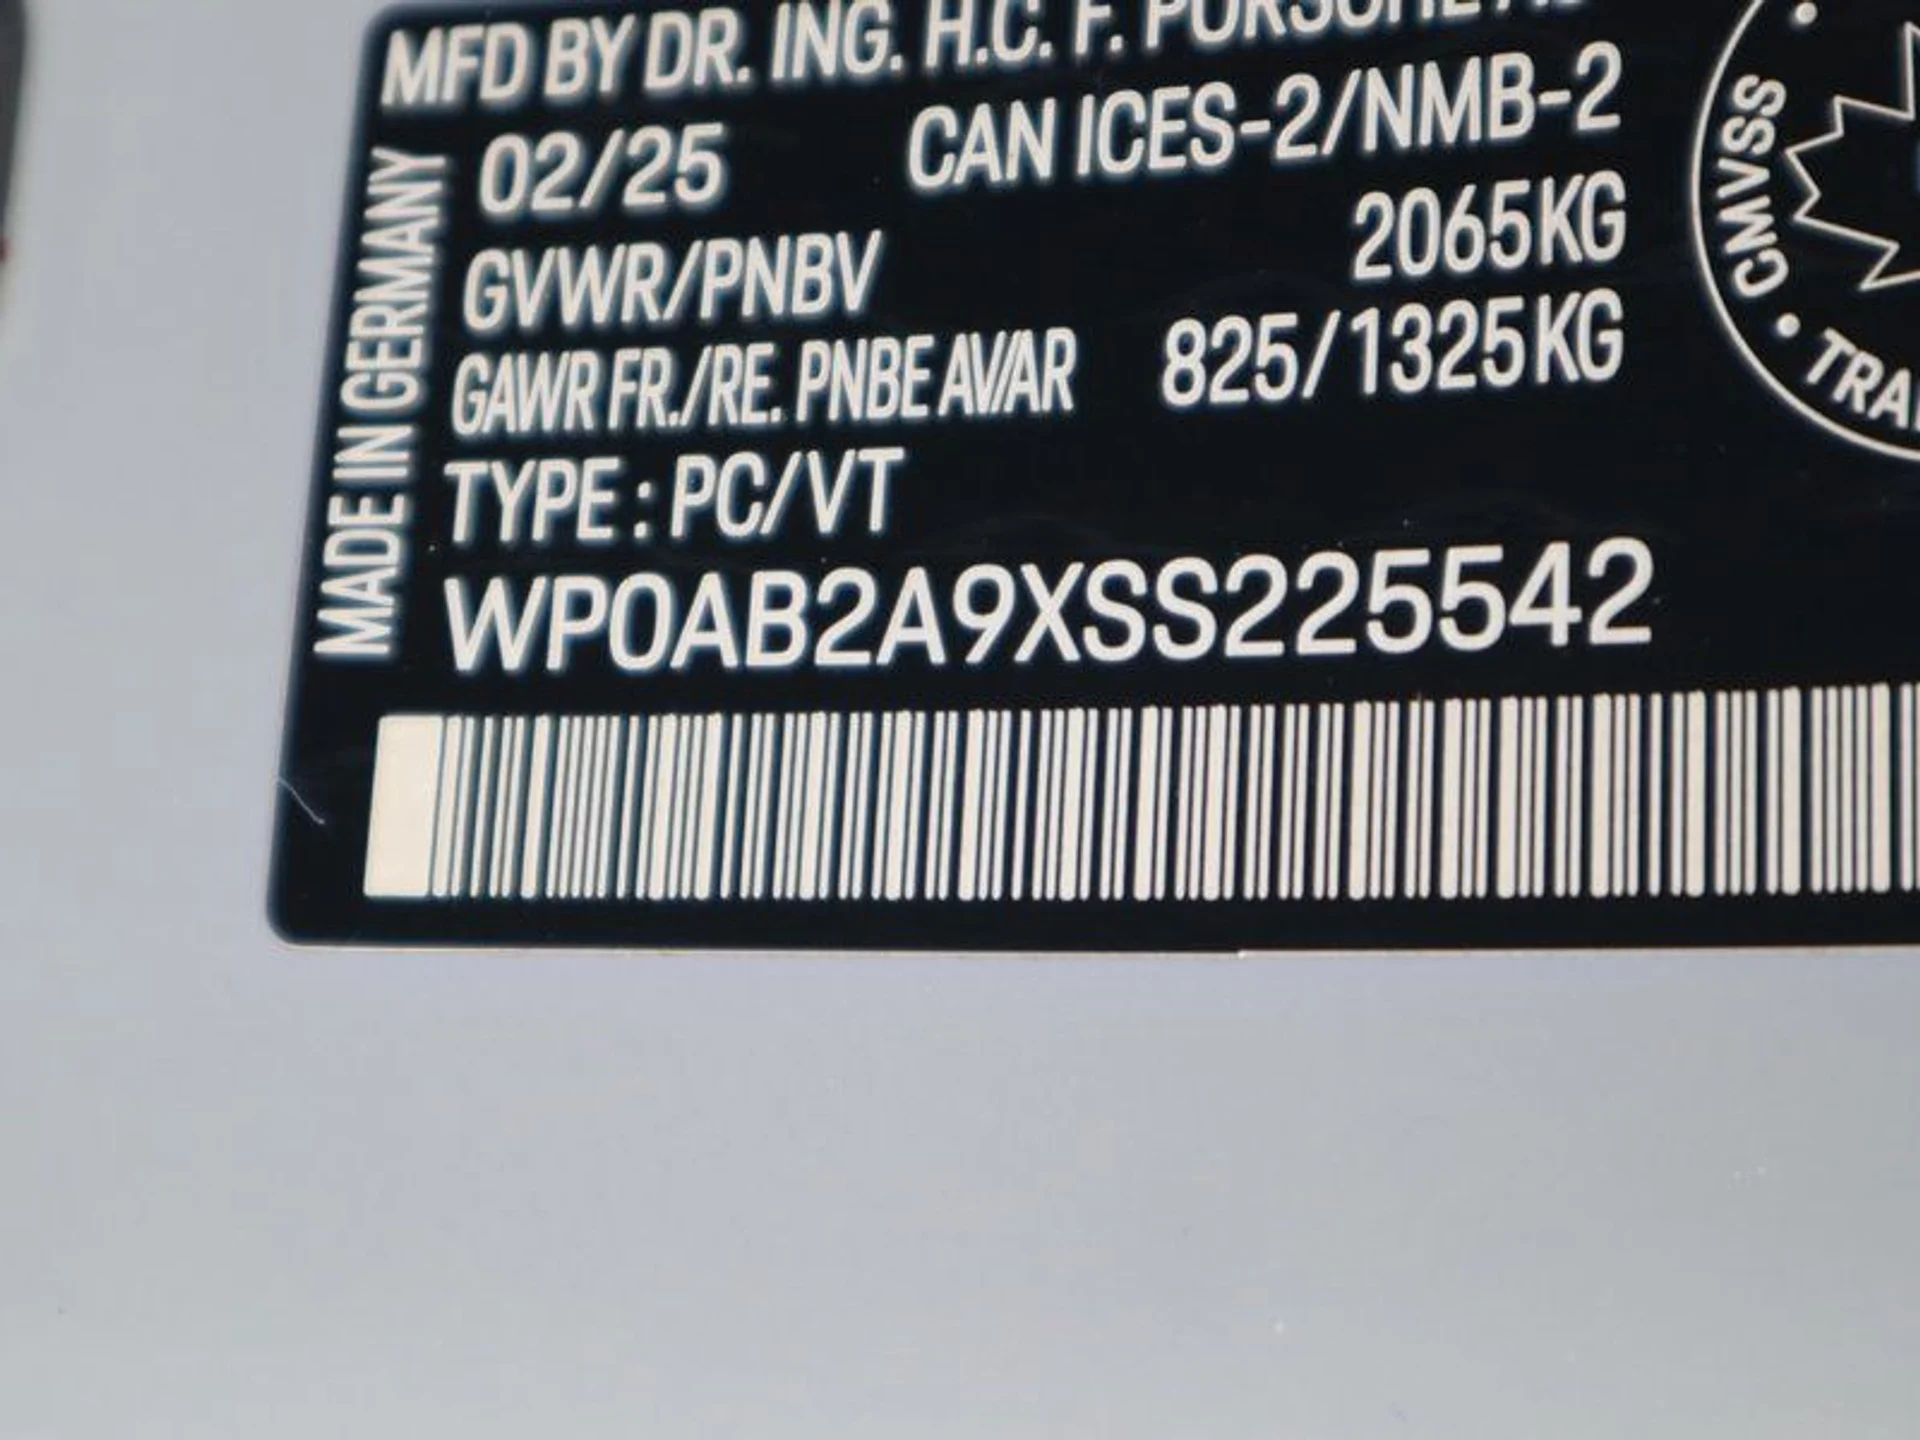 MFD BY DR. ING. H.C. F. PORSCHE AG
02/25 CAN ICES-2/NMB-2
GVWR/PNBV 2065KG
GAWR FR./RE. PNBE AV/AR 825/1325KG
TYPE : PC/VT
WP0AB2A9XSS225542
MADE IN GERMANY
CMVSS